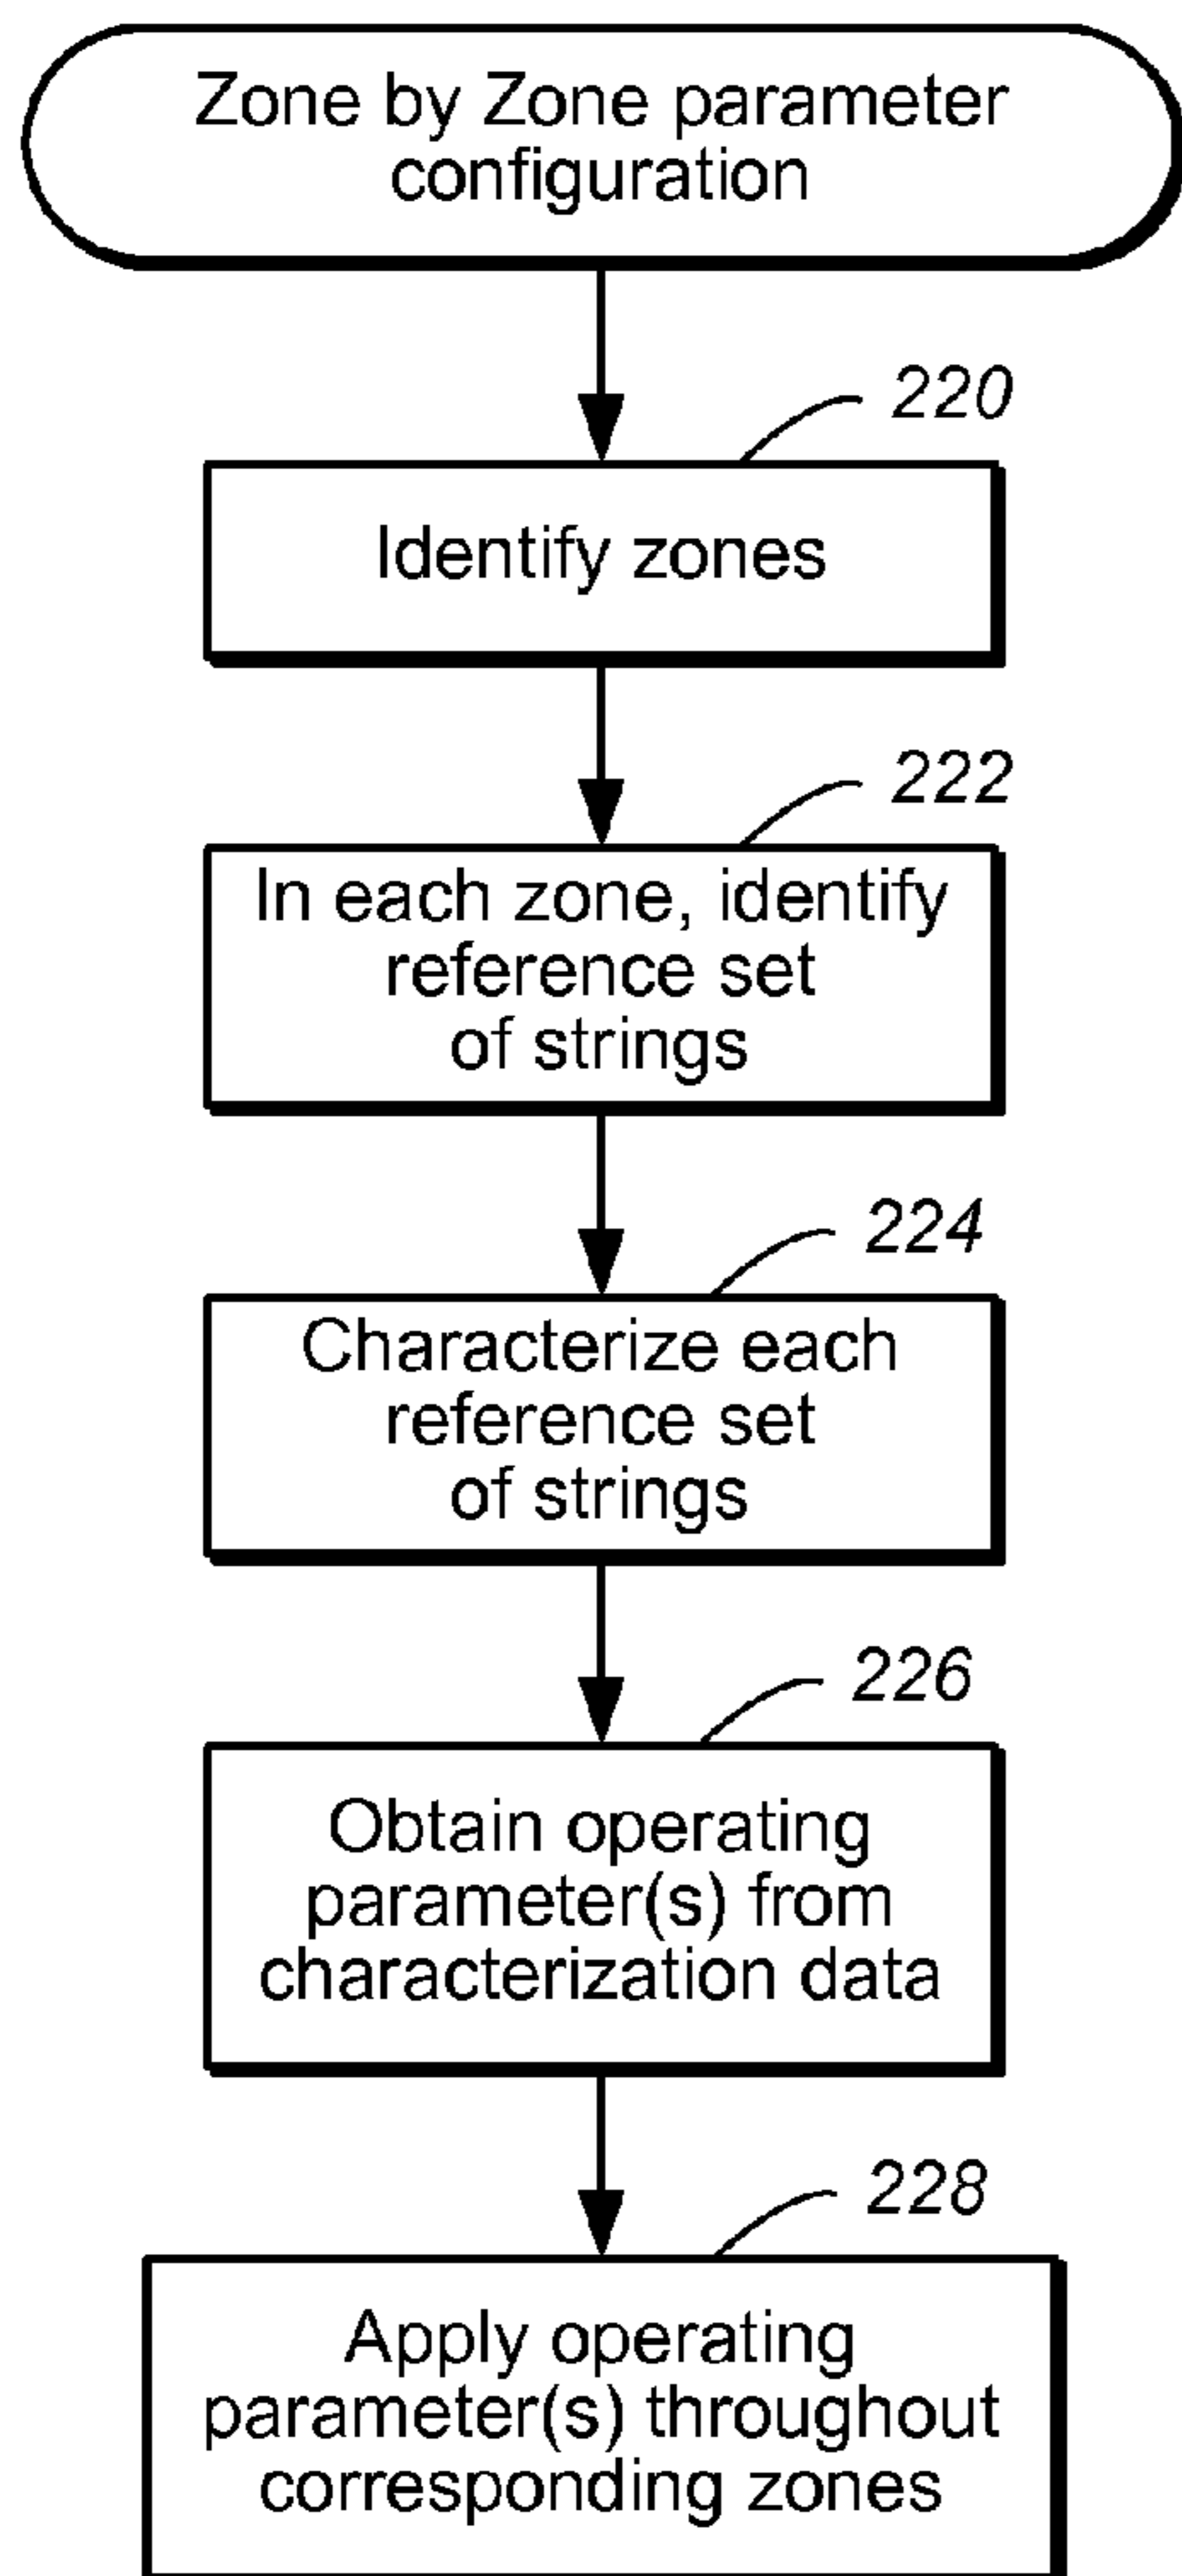 Zone by Zone parameter
configuration
220
Identify zones
222
In each zone, identify
reference set
of strings
224
Characterize each
reference set
of strings
226
Obtain operating
parameter(s) from
characterization data
228
Apply operating
parameter(s) throughout
corresponding zones